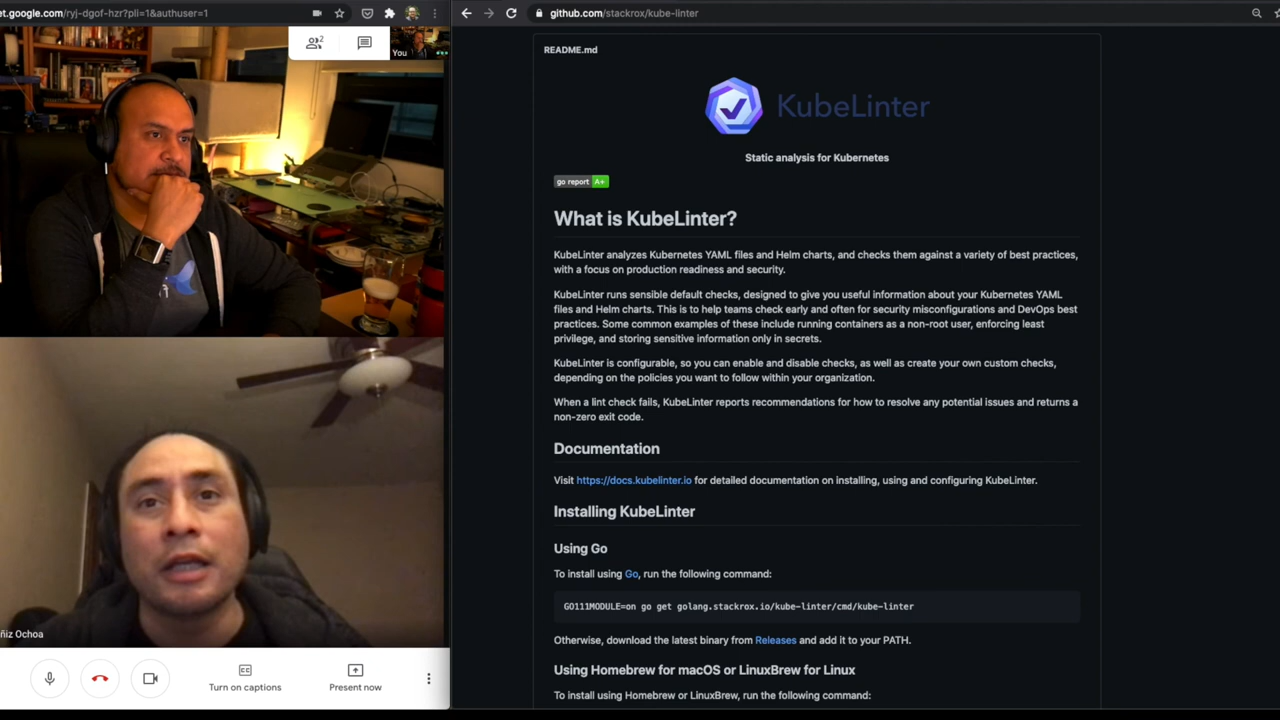 et.google.com/ryj-dgof-hzr?pli=1&authuser=1
2
You
ñiz Ochoa
Turn on captions
Present now
github.com/stackrox/kube-linter
README.md
KubeLinter
Static analysis for Kubernetes
go report A+
What is KubeLinter?
KubeLinter analyzes Kubernetes YAML files and Helm charts, and checks them against a variety of best practices,
with a focus on production readiness and security.
KubeLinter runs sensible default checks, designed to give you useful information about your Kubernetes YAML
files and Helm charts. This is to help teams check early and often for security misconfigurations and DevOps best
practices. Some common examples of these include running containers as a non-root user, enforcing least
privilege, and storing sensitive information only in secrets.
KubeLinter is configurable, so you can enable and disable checks, as well as create your own custom checks,
depending on the policies you want to follow within your organization.
When a lint check fails, KubeLinter reports recommendations for how to resolve any potential issues and returns a
non-zero exit code.
Documentation
Visit https://docs.kubelinter.io for detailed documentation on installing, using and configuring KubeLinter.
Installing KubeLinter
Using Go
To install using Go, run the following command:
GO111MODULE=on go get golang.stackrox.io/kube-linter/cmd/kube-linter
Otherwise, download the latest binary from Releases and add it to your PATH.
Using Homebrew for macOS or LinuxBrew for Linux
To install using Homebrew or LinuxBrew, run the following command: